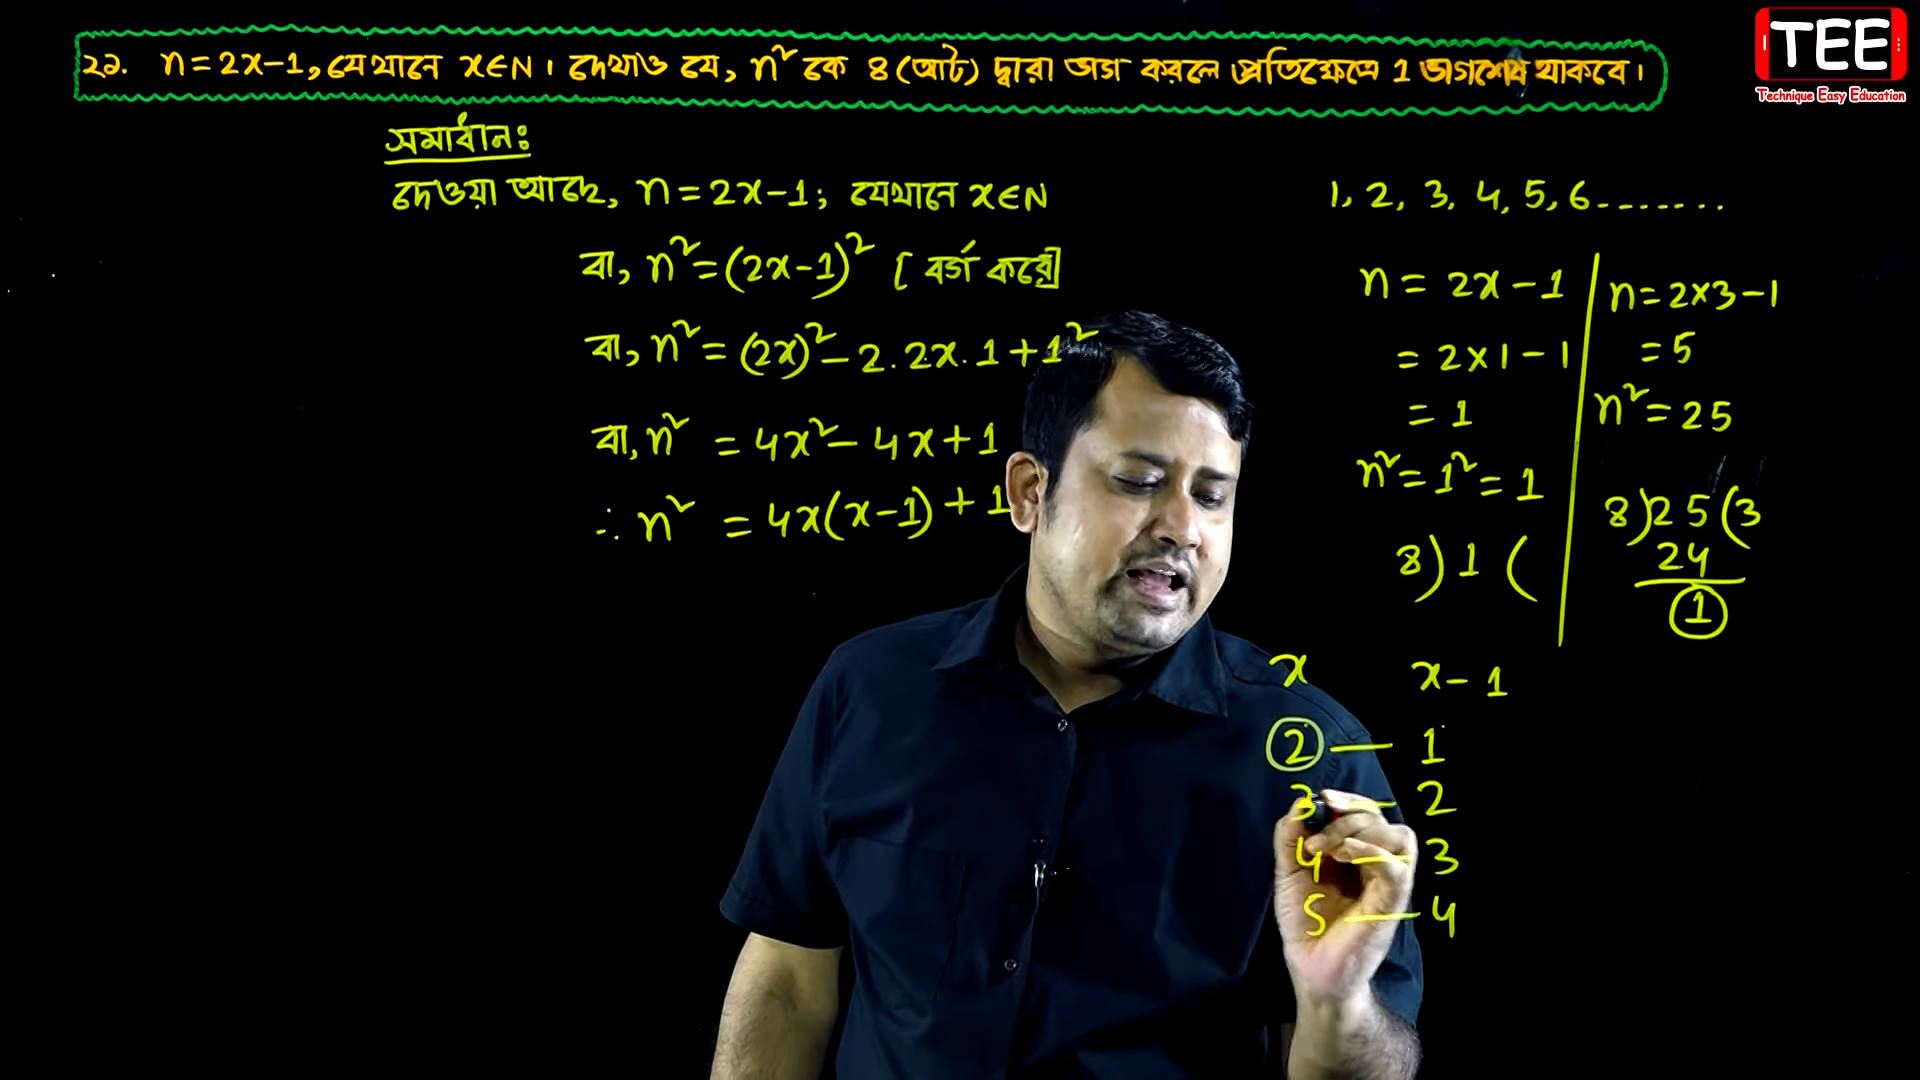 ২১. n=2x-1, যেখানে x∈N। দেখাও যে, n² কে ৪ (আট) দ্বারা ভাগ করলে প্রতিক্ষেত্রে 1 ভাগশেষ থাকবে।
TEE
Technique Easy Education
সমাধানঃ
দেওয়া আছে, n=2x-1; যেখানে x∈N
বা, n²=(2x-1)² [বর্গ করে]
বা, n²=(2x)²-2.2x.1+1²
বা, n² =4x²-4x+1
∴ n² =4x(x-1)+1
1, 2, 3, 4, 5, 6.......
n = 2x-1
= 2×1-1
= 1
n²=1²=1
8)1(
n=2×3-1
=5
n²=25
8)25(3
24
1
x x-1
2 — 1
3 — 2
4 — 3
5 — 4